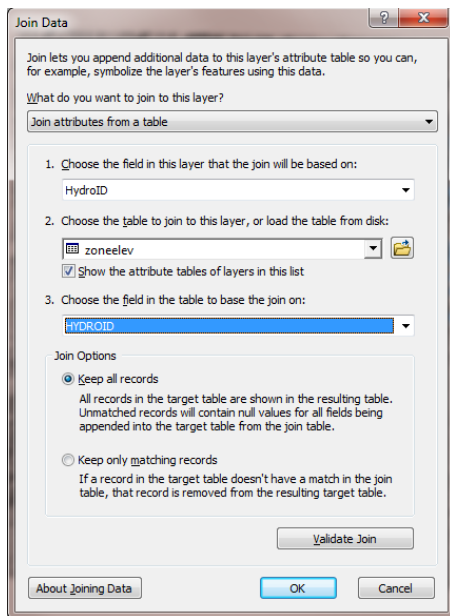 Join Data
Join lets you append additional data to this layer's attribute table so you can,
for example, symbolize the layer's features using this data.
What do you want to join to this layer?
Join attributes from a table
1. Choose the field in this layer that the join will be based on:
HydroID
2. Choose the table to join to this layer, or load the table from disk:
zoneelev
Show the attribute tables of layers in this list
3. Choose the field in the table to base the join on:
HYDROID
Join Options
Keep all records
All records in the target table are shown in the resulting table.
Unmatched records will contain null values for all fields being
appended into the target table from the join table.
Keep only matching records
If a record in the target table doesn't have a match in the join
table, that record is removed from the resulting target table.
Validate Join
About Joining Data
OK
Cancel